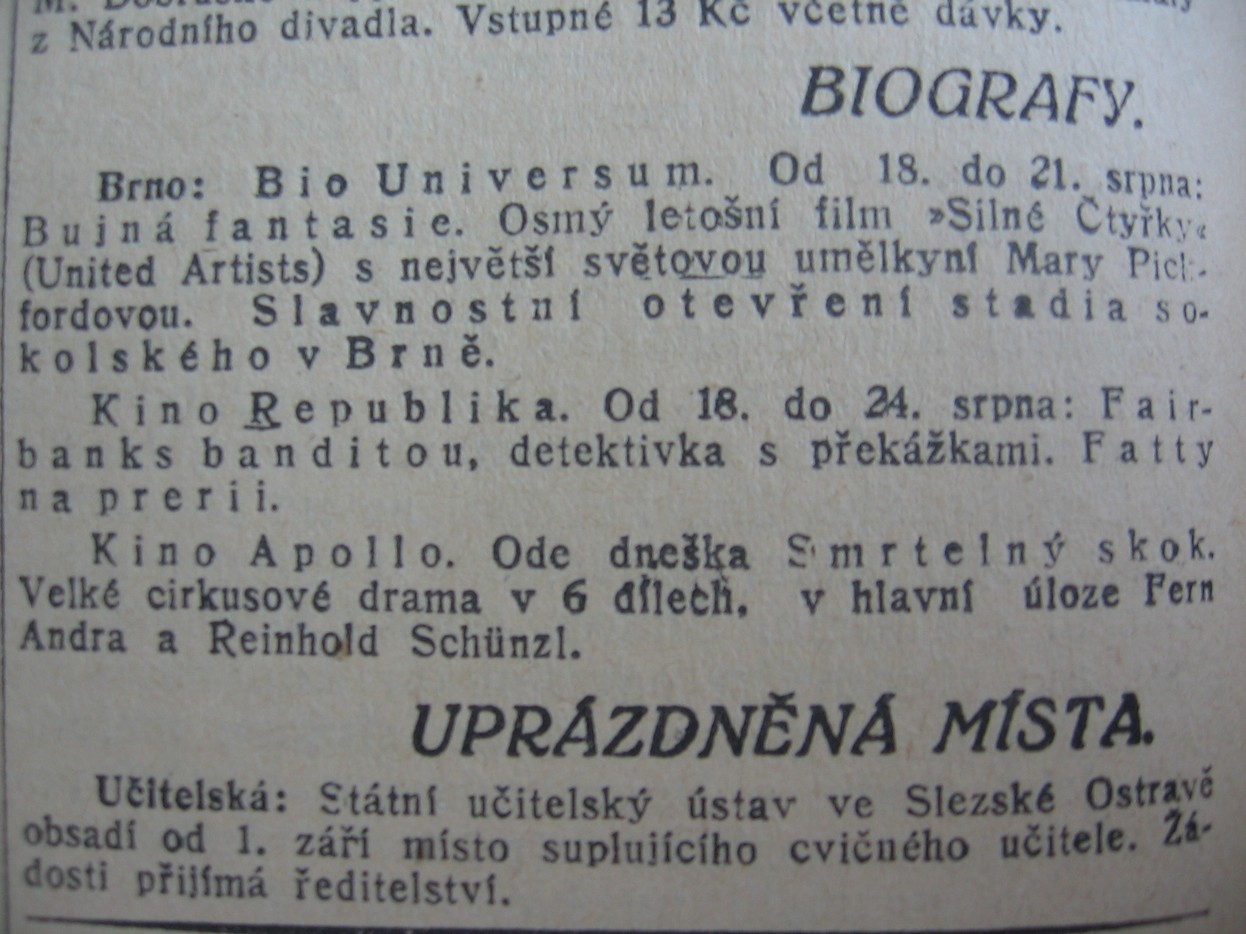 z Národního divadla. Vstupné 13 Kč včetně dávky.
BIOGRAFY.
Brno: Bio Universum. Od 18. do 21. srpna:
Bujná fantasie. Osmý letošní film »Silné Čtyřky«
(United Artists) s největší světovou umělkyní Mary Pick-
fordovou. Slavnostní otevření stadia so-
kolského v Brně.
Kino Republika. Od 18. do 24. srpna: Fair-
banks banditou, detektivka s překážkami. Fatty
na prerii.
Kino Apollo. Ode dneška Smrtelný skok.
Velké cirkusové drama v 6 dílech, v hlavní úloze Fern
Andra a Reinhold Schünzl.
UPRÁZDNĚNÁ MÍSTA.
Učitelská: Státní učitelský ústav ve Slezské Ostravě
obsadí od 1. září místo suplujícího cvičného učitele. Žá-
dosti přijímá ředitelství.